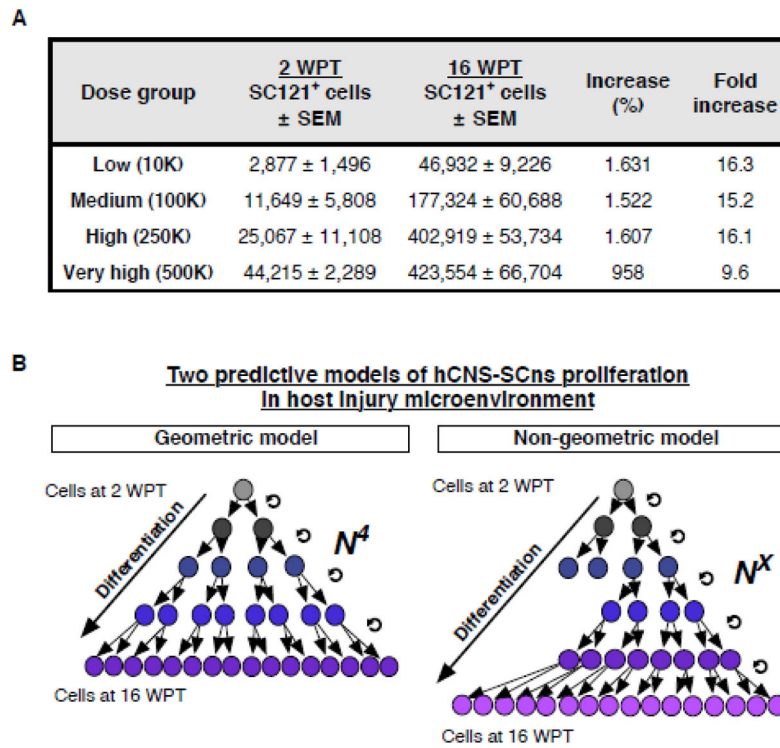 A
Dose group
2 WPT
SC121+ cells
± SEM
16 WPT
SC121+ cells
± SEM
Increase
(%)
Fold
increase
Low (10K) 2,877 ± 1,496 46,932 ± 9,226 1.631 16.3
Medium (100K) 11,649 ± 5,808 177,324 ± 60,688 1.522 15.2
High (250K) 25,067 ± 11,108 402,919 ± 53,734 1.607 16.1
Very high (500K) 44,215 ± 2,289 423,554 ± 66,704 958 9.6
B
Two predictive models of hCNS-SCns proliferation
in host injury microenvironment
Geometric model
Cells at 2 WPT
Differentiation
N4
Cells at 16 WPT
Non-geometric model
Cells at 2 WPT
Differentiation
NX
Cells at 16 WPT